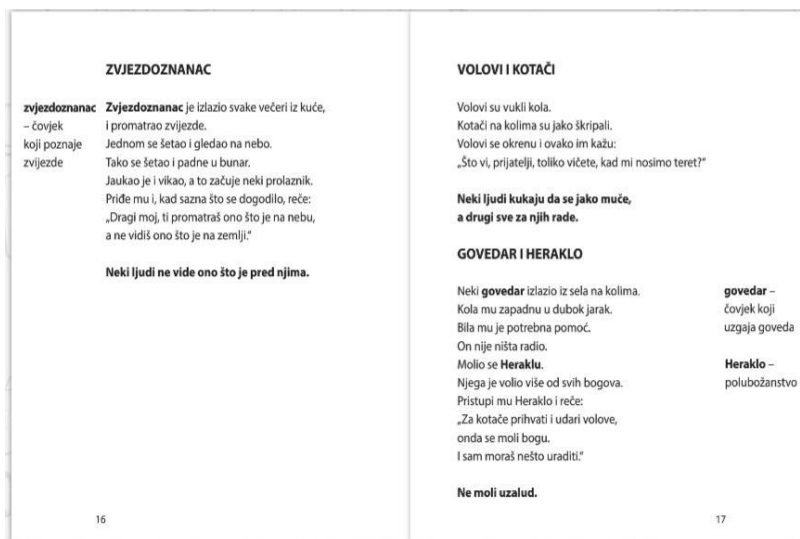 ZVJEZDOZNANAC
zvjezdoznanac
– čovjek
koji poznaje
zvijezde
Zvjezdoznanac je izlazio svake večeri iz kuće,
i promatrao zvijezde.
Jednom se šetao i gledao na nebo.
Tako se šetao i padne u bunar.
Jaukao je i vikao, a to začuje neki prolaznik.
Priđe mu i, kad sazna što se dogodilo, reče:
„Dragi moj, ti promatraš ono što je na nebu,
a ne vidiš ono što je na zemlji.“
Neki ljudi ne vide ono što je pred njima.
16
VOLOVI I KOTAČI
Volovi su vukli kola.
Kotači na kolima su jako škripali.
Volovi se okrenu i ovako im kažu:
„Što vi, prijatelji, toliko vičete, kad mi nosimo teret?“
Neki ljudi kukaju da se jako muče,
a drugi sve za njih rade.
GOVEDAR I HERAKLO
Neki govedar izlazio iz sela na kolima.
Kola mu zapadnu u dubok jarak.
Bila mu je potrebna pomoć.
On nije ništa radio.
Molio se Heraklu.
Njega je volio više od svih bogova.
Pristupi mu Heraklo i reče:
„Za kotače prihvati i udari volove,
onda se moli bogu.
I sam moraš nešto uraditi.“
Ne moli uzalud.
govedar –
čovjek koji
uzgaja goveda
Heraklo –
polubožanstvo
17